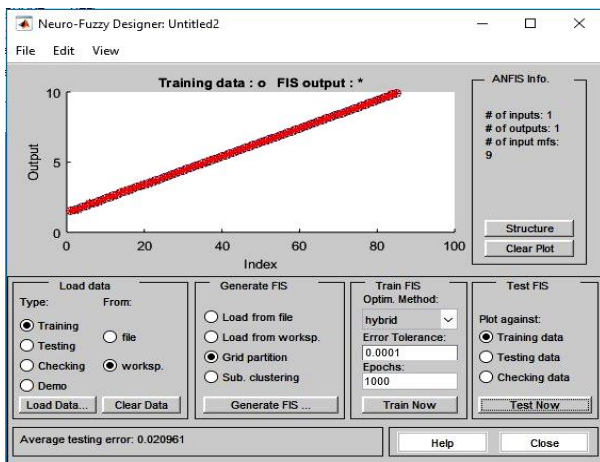 Neuro-Fuzzy Designer: Untitled2
File Edit View
Training data : o FIS output : *
10
5
0
Output
0 20 40 60 80 100
Index
ANFIS Info.
# of inputs: 1
# of outputs: 1
# of input mfs:
9
Structure
Clear Plot
Load data
Type: From:
Training
Testing
Checking
Demo
file
worksp.
Load Data... Clear Data
Generate FIS
Load from file
Load from worksp.
Grid partition
Sub. clustering
Generate FIS ...
Train FIS
Optim. Method:
hybrid
Error Tolerance:
0.0001
Epochs:
1000
Train Now
Test FIS
Plot against:
Training data
Testing data
Checking data
Test Now
Average testing error: 0.020961
Help Close